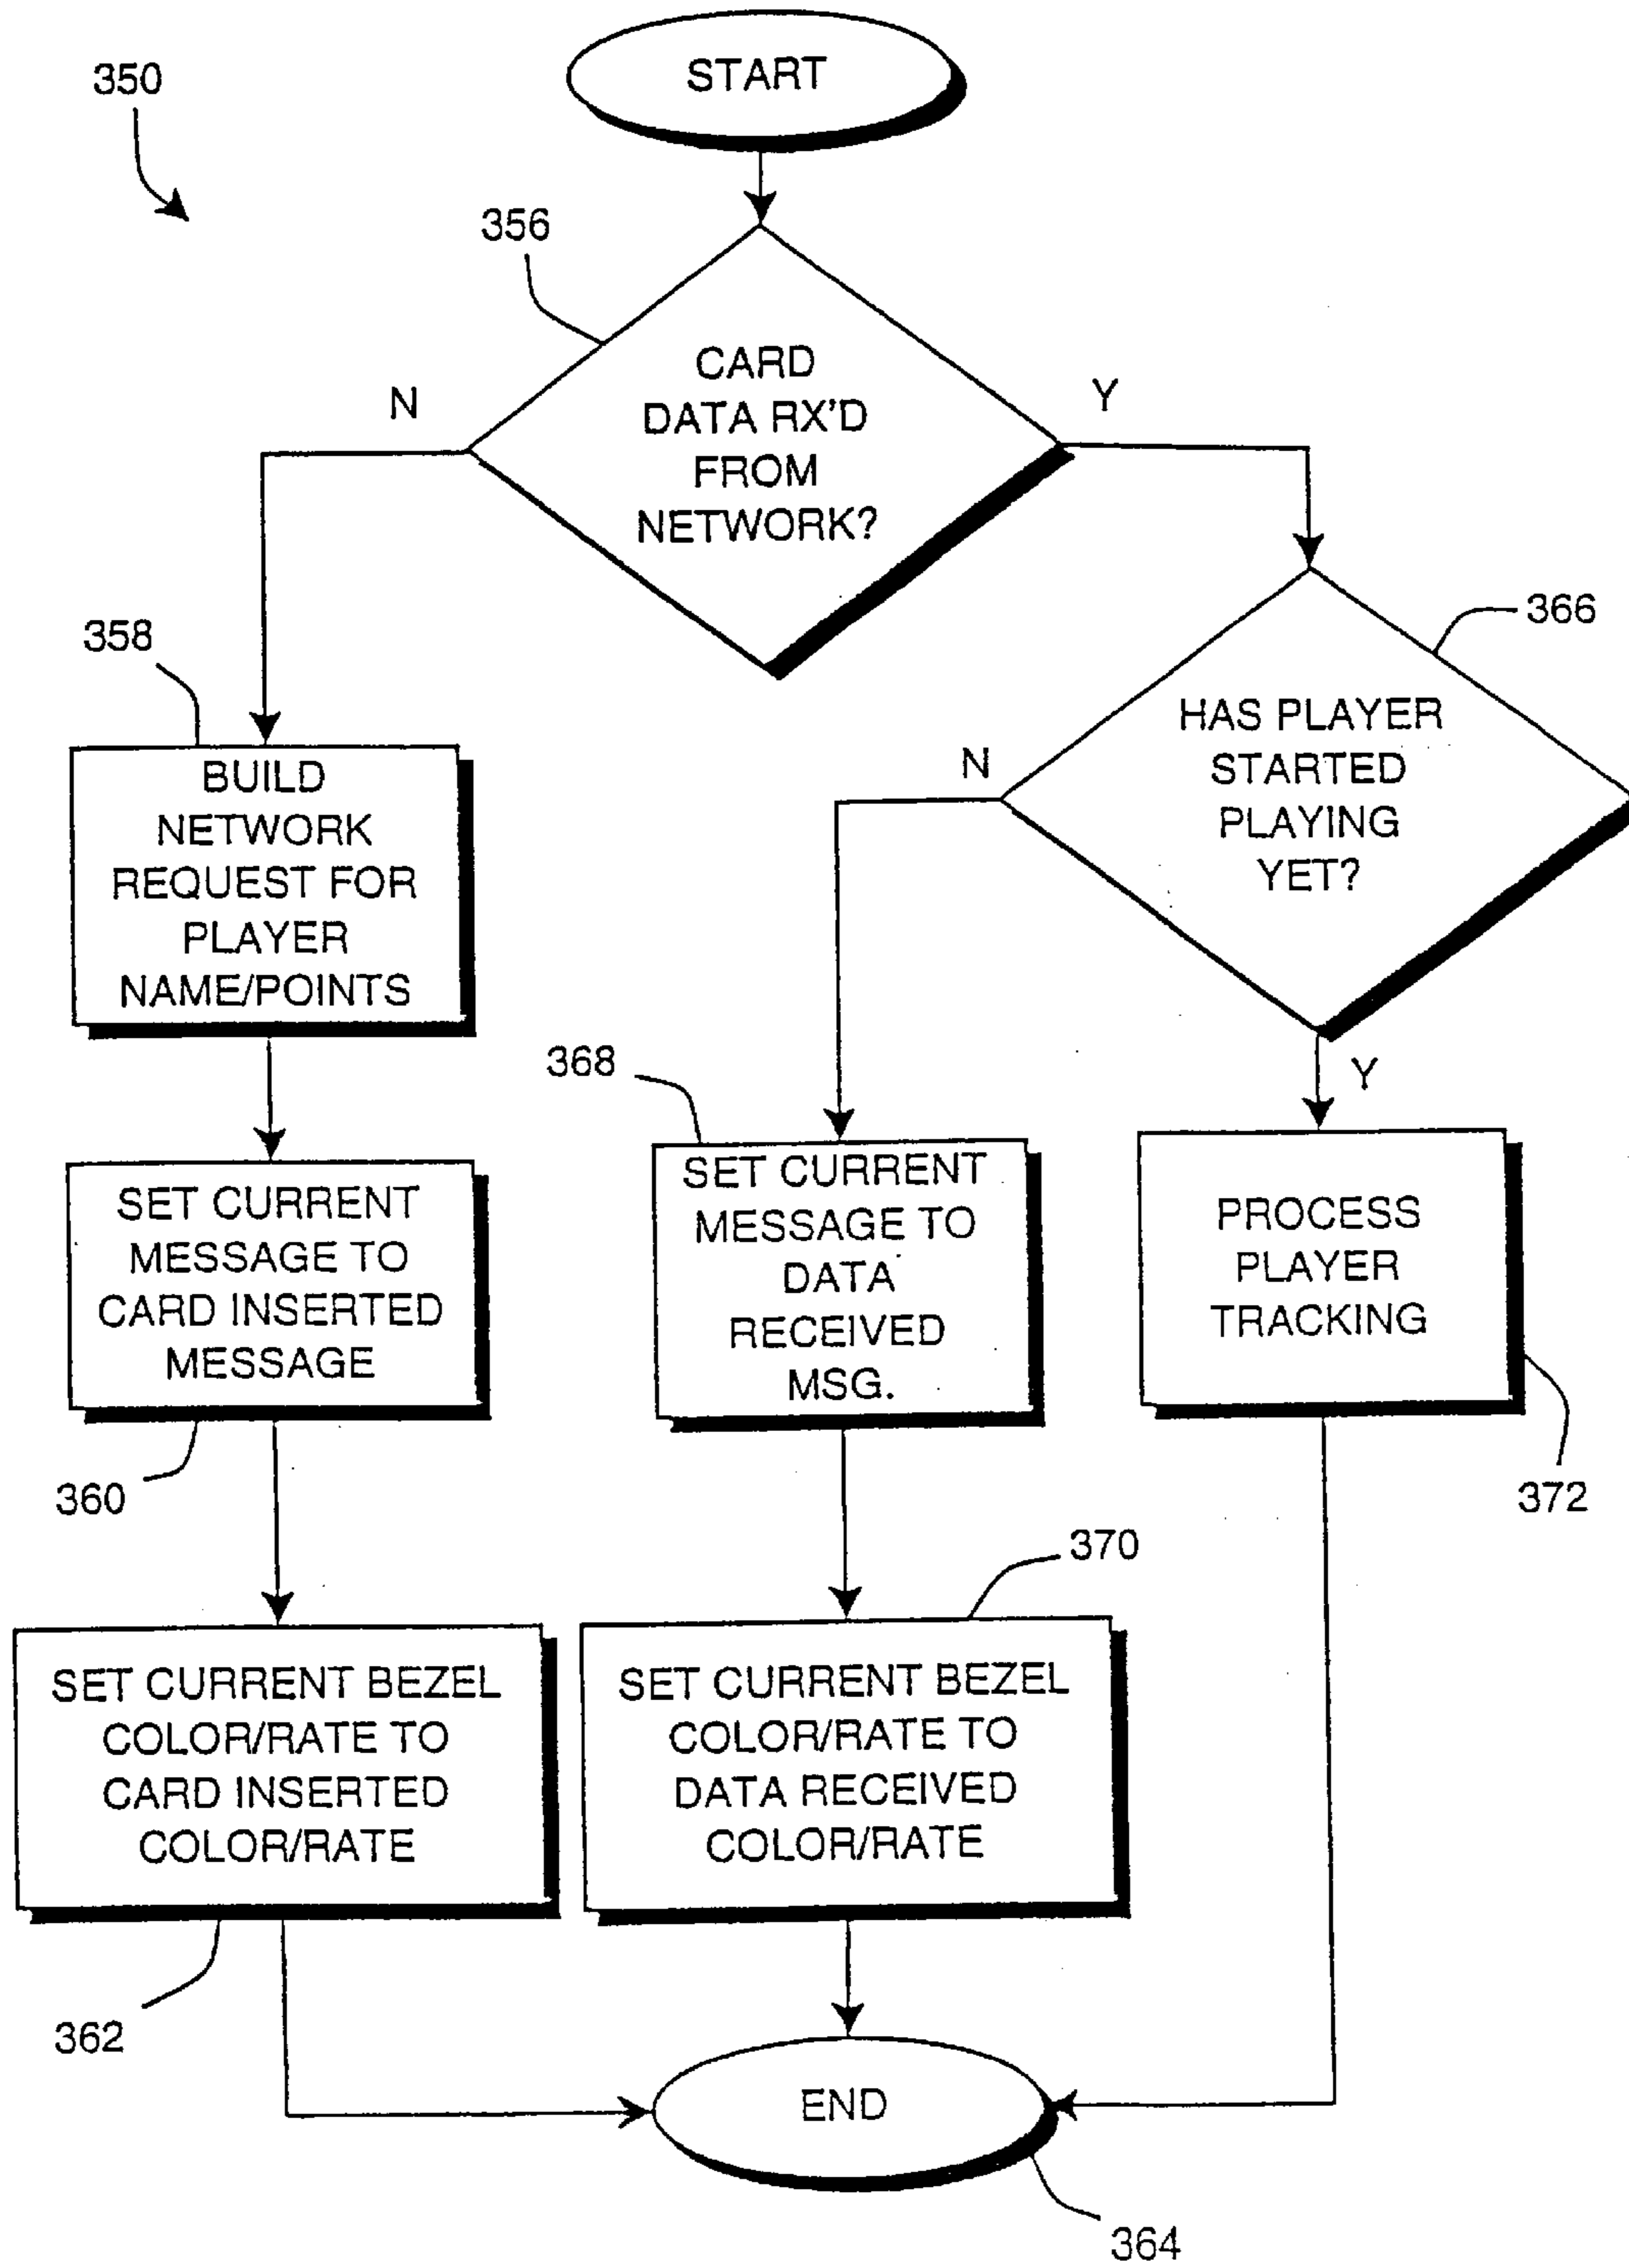 START
350
356
CARD
DATA RX'D
FROM
NETWORK?
N
Y
358
BUILD
NETWORK
REQUEST FOR
PLAYER
NAME/POINTS
366
HAS PLAYER
STARTED
PLAYING
YET?
N
Y
SET CURRENT
MESSAGE TO
CARD INSERTED
MESSAGE
360
368
SET CURRENT
MESSAGE TO
DATA
RECEIVED
MSG.
PROCESS
PLAYER
TRACKING
372
SET CURRENT BEZEL
COLOR/RATE TO
CARD INSERTED
COLOR/RATE
362
370
SET CURRENT BEZEL
COLOR/RATE TO
DATA RECEIVED
COLOR/RATE
END
364